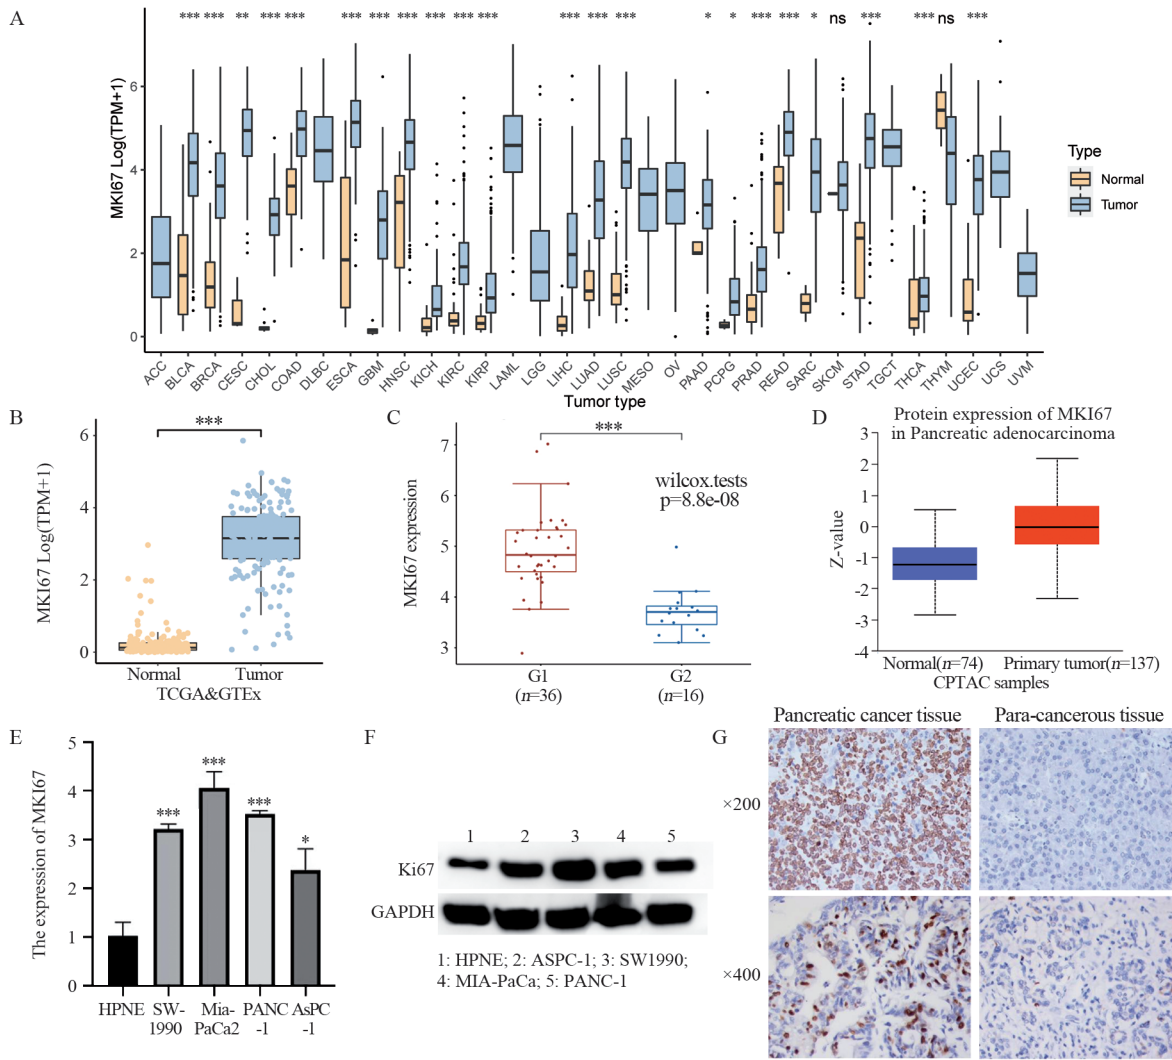 A
*** *** ** *** *** *** *** *** *** *** *** *** *** *** * * *** *** * ns *** *** ns ***
MKI67 Log(TPM+1)
6
4
2
0
ACC BLCA BRCA CESC CHOL COAD DLBC ESCA GBM HNSC KICH KIRC KIRP LAML LGG LIHC LUAD LUSC MESO OV PAAD PCPG PRAD READ SARC SKCM STAD TGCT THCA THYM UCEC UCS UVM
Tumor type
Type
Normal
Tumor
B
***
MKI67 Log(TPM+1)
6
4
2
0
Normal Tumor
TCGA&GTEx
C
***
wilcox.tests
p=8.8e-08
MKI67 expression
7
6
5
4
3
G1 G2
(n=36) (n=16)
D
Protein expression of MKI67
in Pancreatic adenocarcinoma
Z-value
3
2
1
0
-1
-2
-3
-4
Normal(n=74) Primary tumor(n=137)
CPTAC samples
E
The expression of MKI67
5
4
3
2
1
0
*** *** *** *
HPNE SW- Mia- PANC AsPC
1990 PaCa2 -1 -1
F
1 2 3 4 5
Ki67
GAPDH
1: HPNE; 2: ASPC-1; 3: SW1990;
4: MIA-PaCa; 5: PANC-1
G
Pancreatic cancer tissue Para-cancerous tissue
×200
×400